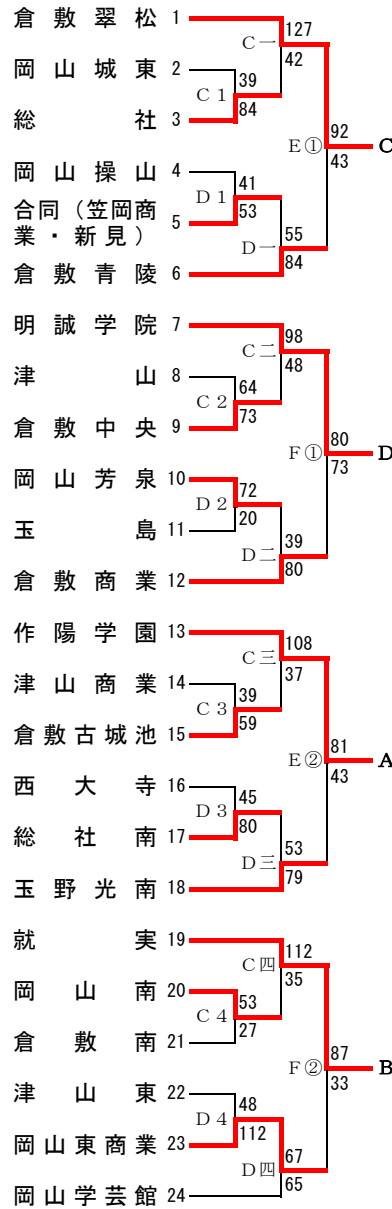 倉敷翠松 1
127
C一
42
岡山城東 2
39
C1
84
総社 3
92
E① C
43
岡山操山 4
41
D1
53
合同（笠岡商
業・新見） 5
55
D一
84
倉敷青陵 6
明誠学院 7
98
C二
48
津山 8
64
C2
73
倉敷中央 9
80
F① D
73
岡山芳泉 10
72
D2
20
玉島 11
39
D二
80
倉敷商業 12
作陽学園 13
108
C三
37
津山商業 14
39
C3
59
倉敷古城池 15
81
E② A
43
西大寺 16
45
D3
80
総社南 17
53
D三
79
玉野光南 18
就実 19
112
C四
35
岡山南 20
53
C4
27
倉敷南 21
87
F② B
33
津山東 22
48
D4
112
岡山東商業 23
67
D四
65
岡山学芸館 24